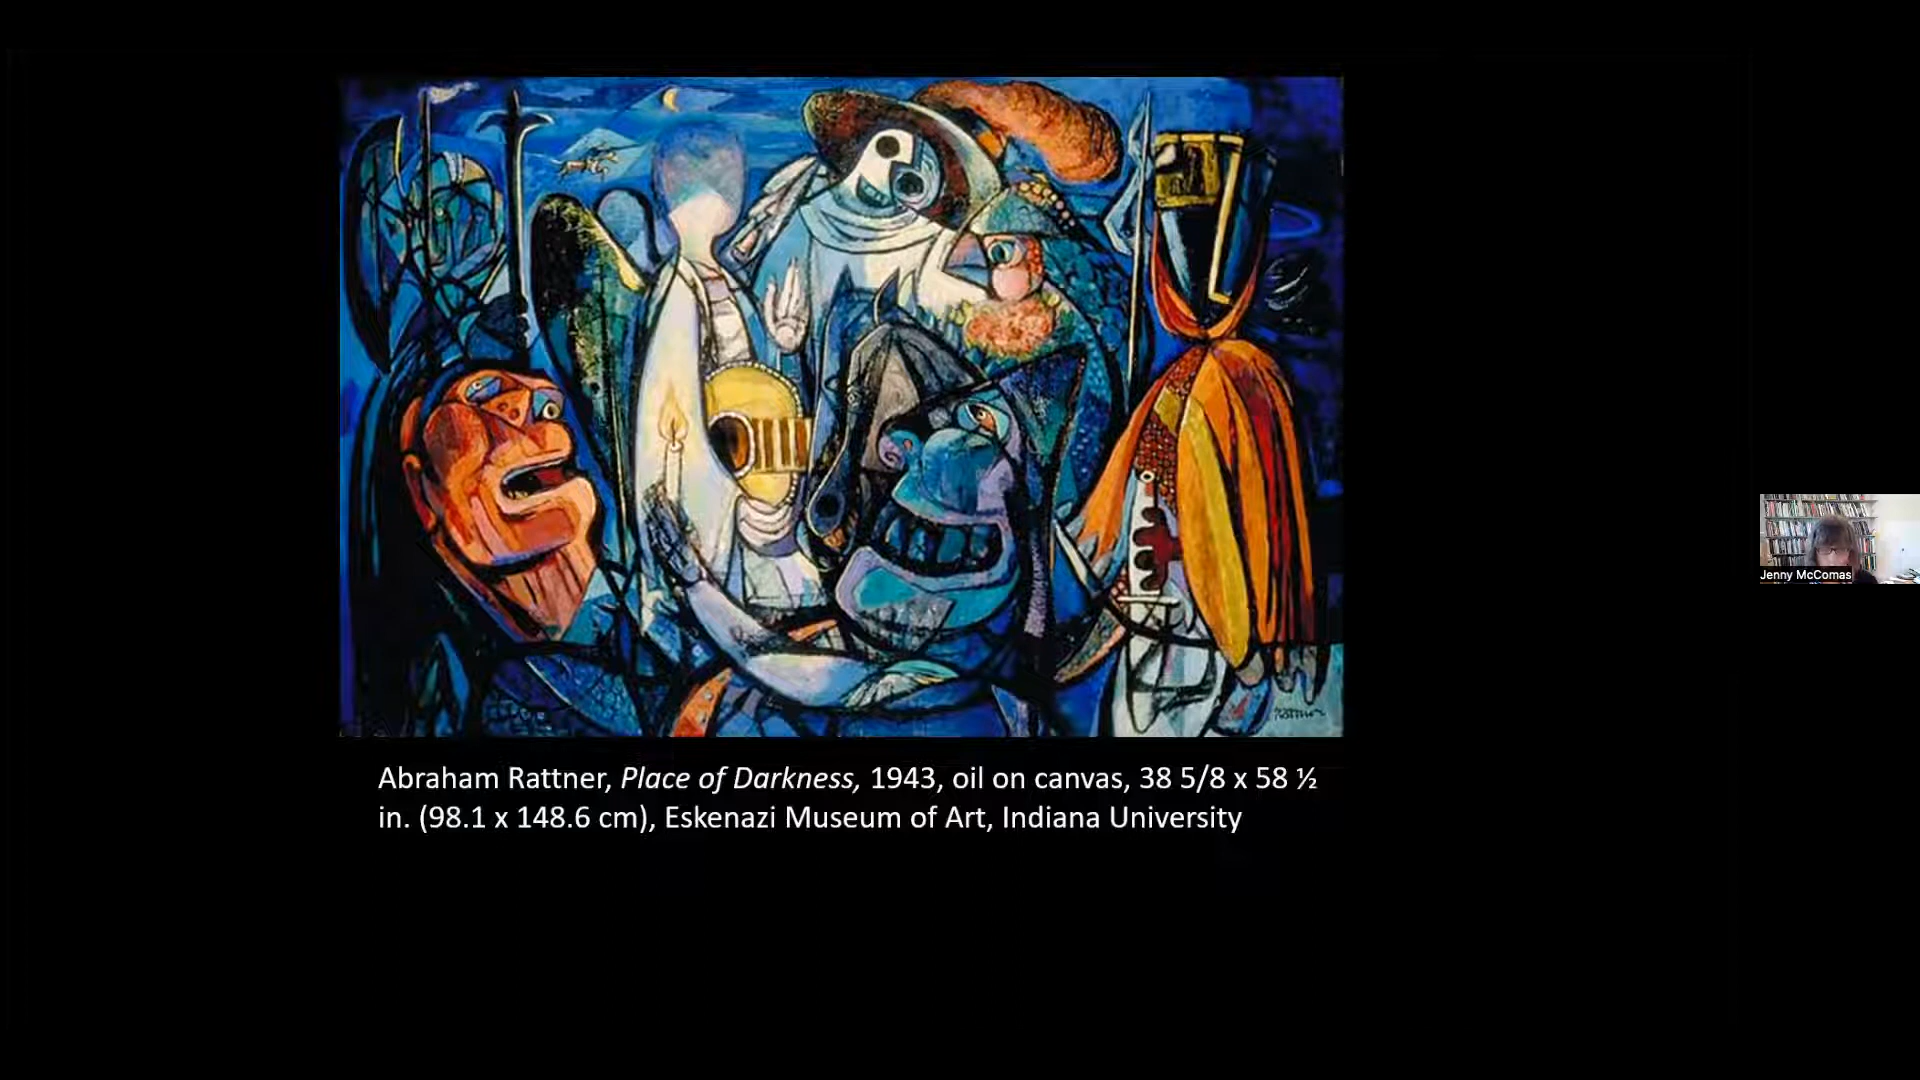 Rattner
Abraham Rattner, Place of Darkness, 1943, oil on canvas, 38 5/8 x 58 ½
in. (98.1 x 148.6 cm), Eskenazi Museum of Art, Indiana University
Jenny McComas